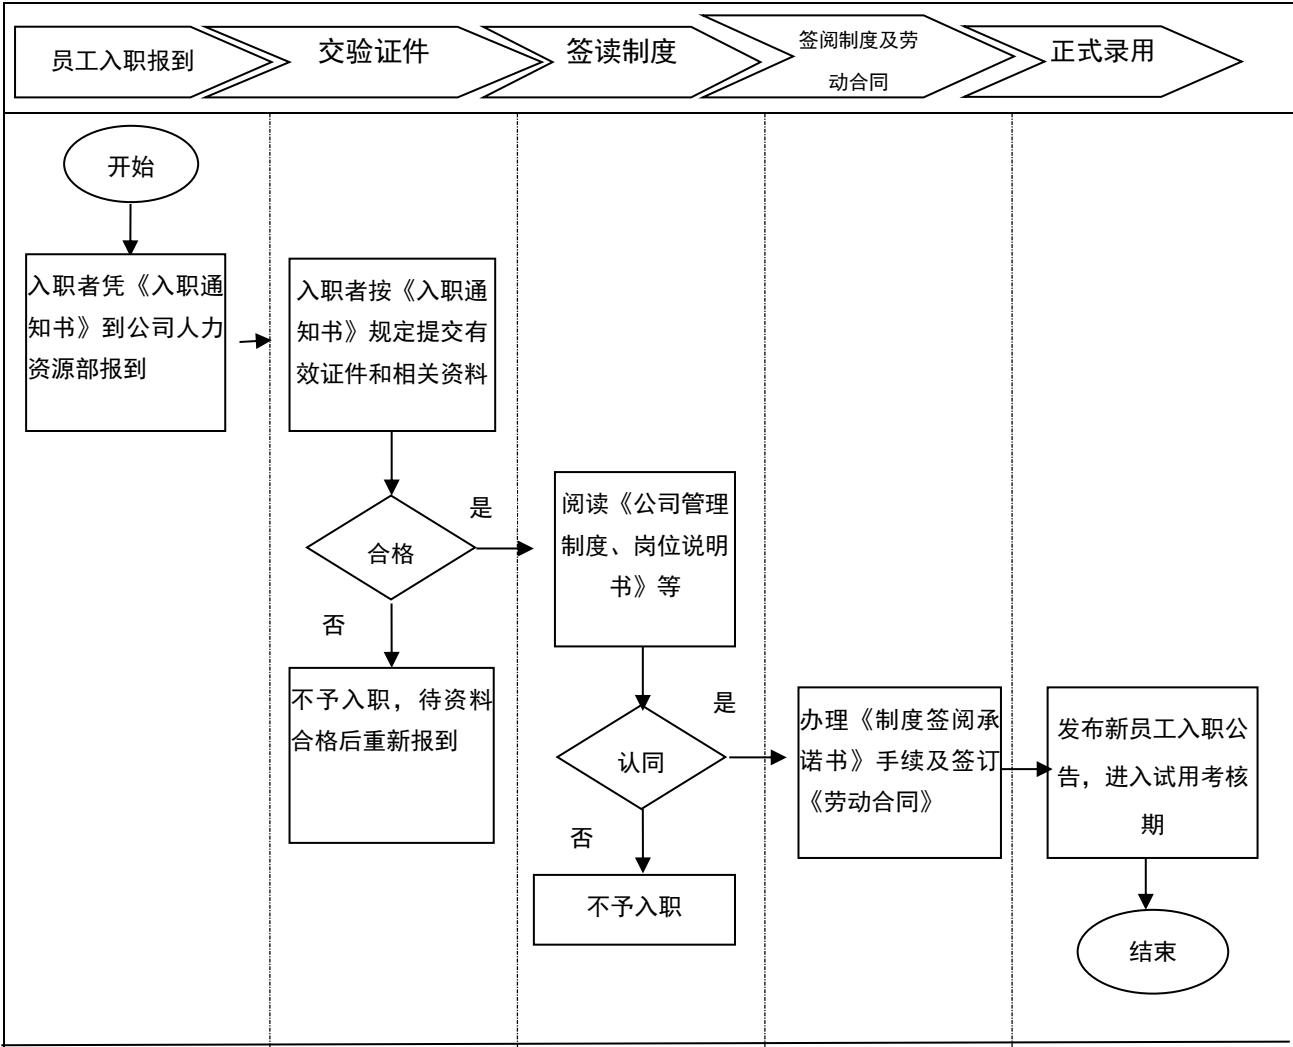 员工入职报到
交验证件
签读制度
签阅制度及劳
动合同
正式录用
开始
入职者凭《入职通
知书》到公司人力
资源部报到
入职者按《入职通
知书》规定提交有
效证件和相关资料
合格
是
否
不予入职，待资料
合格后重新报到
阅读《公司管理
制度、岗位说明
书》等
认同
是
否
不予入职
办理《制度签阅承
诺书》手续及签订
《劳动合同》
发布新员工入职公
告，进入试用考核
期
结束